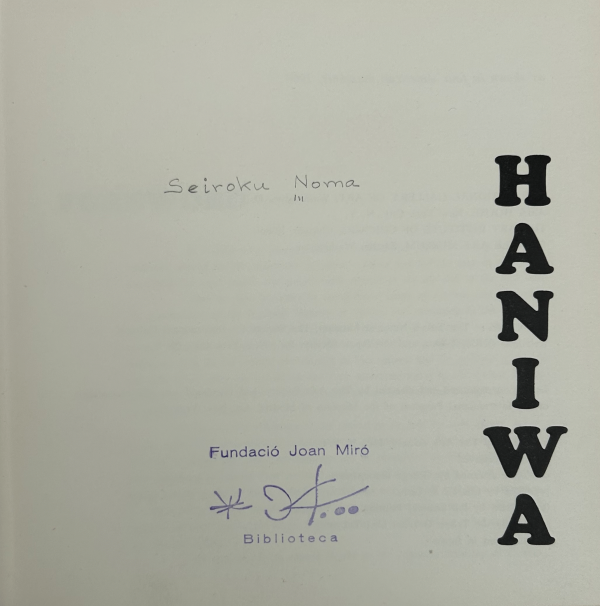 Seiroku Noma
HANIWA
Fundació Joan Miró
Biblioteca